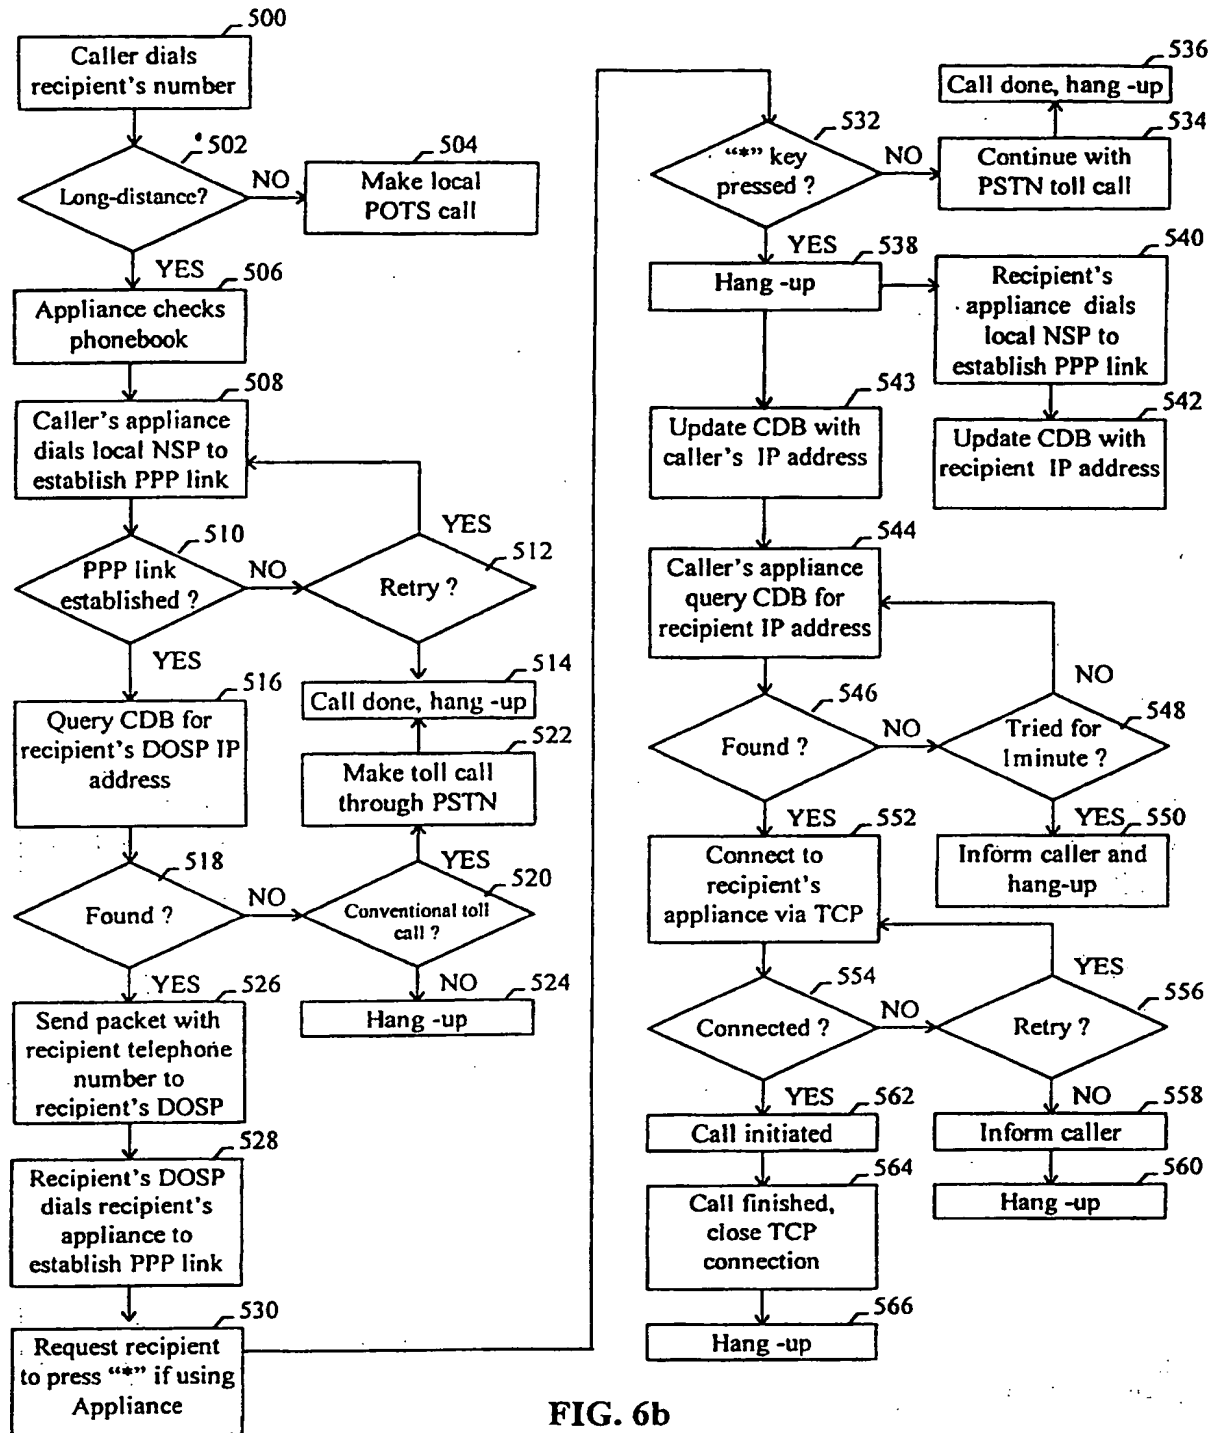 500
Caller dials
recipient's number
502
Long-distance?
NO
504
Make local
POTS call
YES
506
Appliance checks
phonebook
508
Caller's appliance
dials local NSP to
establish PPP link
510
PPP link
established ?
NO
YES
512
Retry ?
YES
514
Call done, hang -up
516
Query CDB for
recipient's DOSP IP
address
522
Make toll call
through PSTN
518
Found ?
NO
YES
520
Conventional toll
call ?
YES
NO
524
Hang -up
526
Send packet with
recipient telephone
number to
recipient's DOSP
528
Recipient's DOSP
dials recipient's
appliance to
establish PPP link
530
Request recipient
to press “*” if using
Appliance
532
“*” key
pressed ?
NO
534
Continue with
PSTN toll call
536
Call done, hang -up
YES
538
Hang -up
540
Recipient's
appliance dials
local NSP to
establish PPP link
542
Update CDB with
recipient IP address
543
Update CDB with
caller's IP address
544
Caller's appliance
query CDB for
recipient IP address
546
Found ?
NO
548
Tried for
1minute ?
NO
YES
550
Inform caller and
hang-up
YES
552
Connect to
recipient's
appliance via TCP
554
Connected ?
NO
556
Retry ?
YES
NO
558
Inform caller
560
Hang -up
YES
562
Call initiated
564
Call finished,
close TCP
connection
566
Hang -up
FIG. 6b